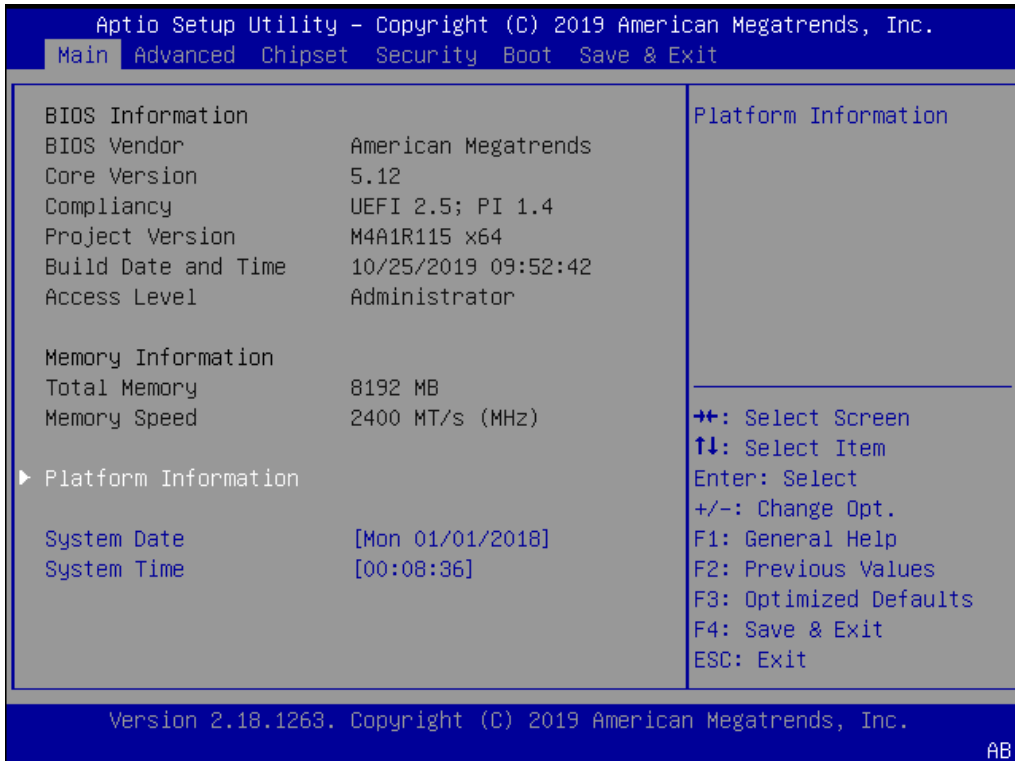 Aptio Setup Utility – Copyright (C) 2019 American Megatrends, Inc.
Main Advanced Chipset Security Boot Save & Exit
BIOS Information
BIOS Vendor American Megatrends
Core Version 5.12
Compliancy UEFI 2.5; PI 1.4
Project Version M4A1R115 x64
Build Date and Time 10/25/2019 09:52:42
Access Level Administrator
Memory Information
Total Memory 8192 MB
Memory Speed 2400 MT/s (MHz)
► Platform Information
System Date [Mon 01/01/2018]
System Time [00:08:36]
Platform Information
→←: Select Screen
↑↓: Select Item
Enter: Select
+/-: Change Opt.
F1: General Help
F2: Previous Values
F3: Optimized Defaults
F4: Save & Exit
ESC: Exit
Version 2.18.1263. Copyright (C) 2019 American Megatrends, Inc.
AB